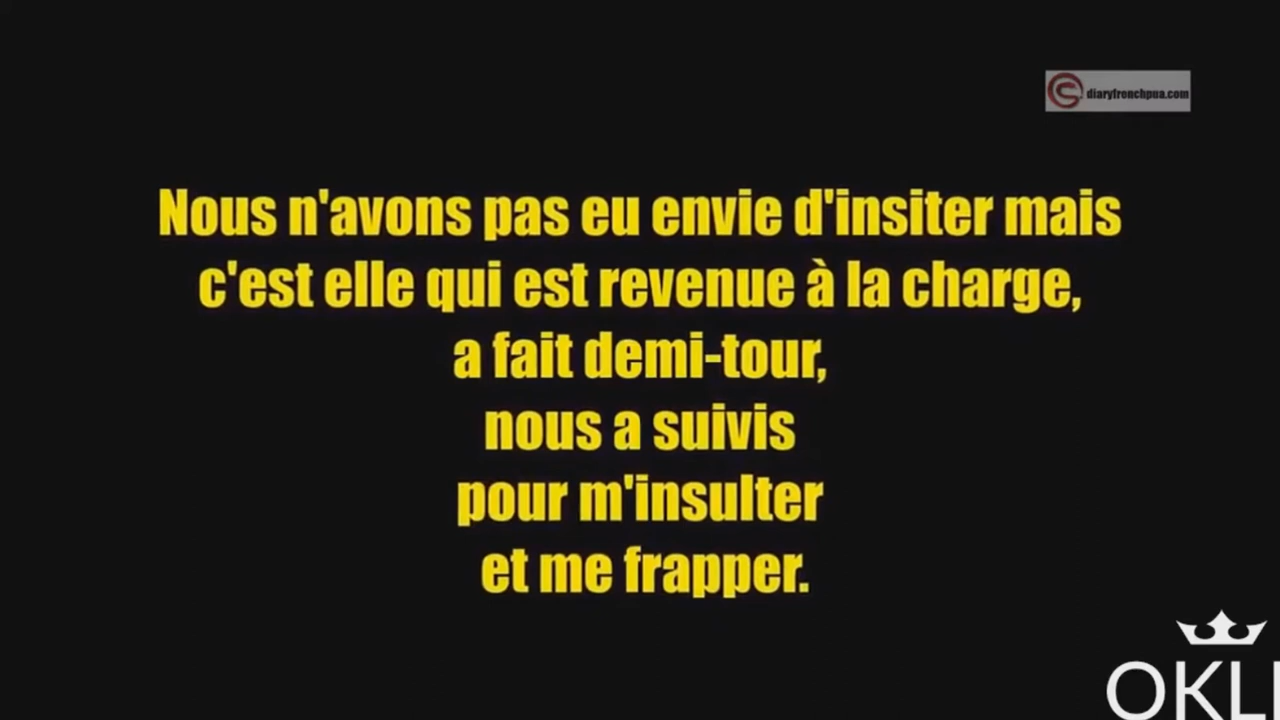 diaryfrenchpua.com
Nous n'avons pas eu envie d'insiter mais
c'est elle qui est revenue à la charge,
a fait demi-tour,
nous a suivis
pour m'insulter
et me frapper.
OKLI